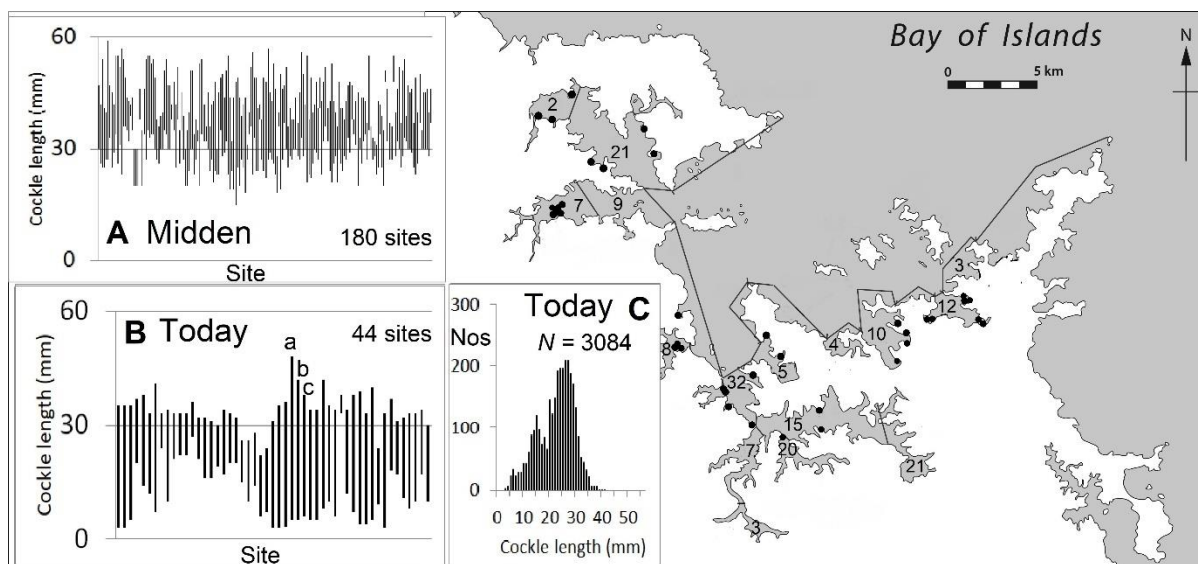 60
30
0
Cockle length (mm)
A Midden
180 sites
Site
60
30
0
Cockle length (mm)
B Today
44 sites
a
b
c
Site
Today C
N = 3084
Nos
300
200
100
0
0 10 20 30 40 50
Cockle length (mm)
Bay of Islands
0 5 km
N
2
21
7
9
8
32
5
4
10
12
3
15
7
20
21
3